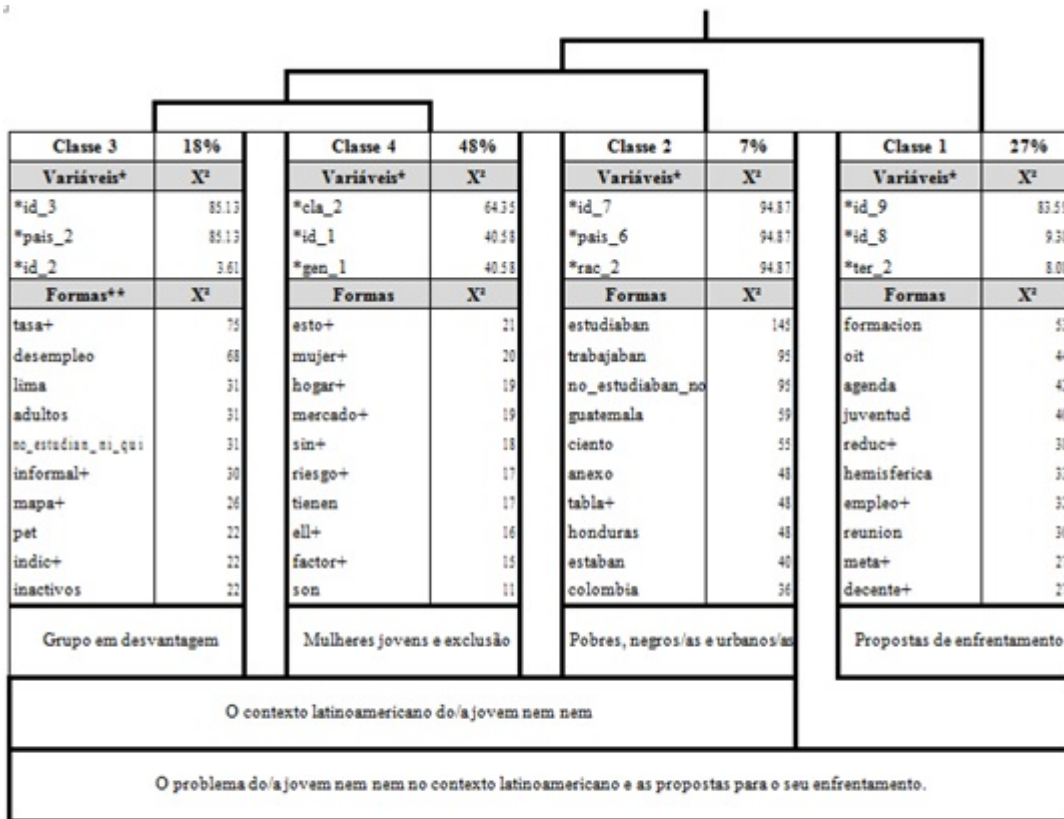 Classe 3 18% Classe 4 48% Classe 2 7% Classe 1 27%
Variáveis* X² Variáveis* X² Variáveis* X² Variáveis* X²
*id_3 85.13 *cla_2 64.35 *id_7 94.87 *id_9
*pais_2 85.13 *id_1 40.58 *pais_6 94.87 *id_8
*id_2 3.61 *gen_1 40.58 *rac_2 94.87 *ter_2
Formas** X² Formas X² Formas X² Formas X²
tasa+ 75 esto+ 21 estudiaban 145 formacion
desempleo 68 mujer+ 20 trabajaban 95 oit
lima 31 hogar+ 19 no_estudiaban_no 95 agenda
adultos 31 mercado+ 19 guatemala 59 juventud
no_estudian_ni_qui 31 sin+ 18 ciento 55 reduc+
informal+ 30 riesgo+ 17 anexo 48 hemisferica
mapa+ 26 tienen 17 tabla+ 48 empleo+
pet 22 ell+ 16 honduras 48 reunion
indic+ 22 factor+ 15 estaban 40 meta+
inactivos 22 son 11 colombia 36 decente+
Grupo em desvantagem Mulheres jovens e exclusão Pobres, negros/as e urbanos/as Propostas de enfrentamento
O contexto latinoamericano do/a jovem nem nem
O problema do/a jovem nem nem no contexto latinoamericano e as propostas para o seu enfrentamento.